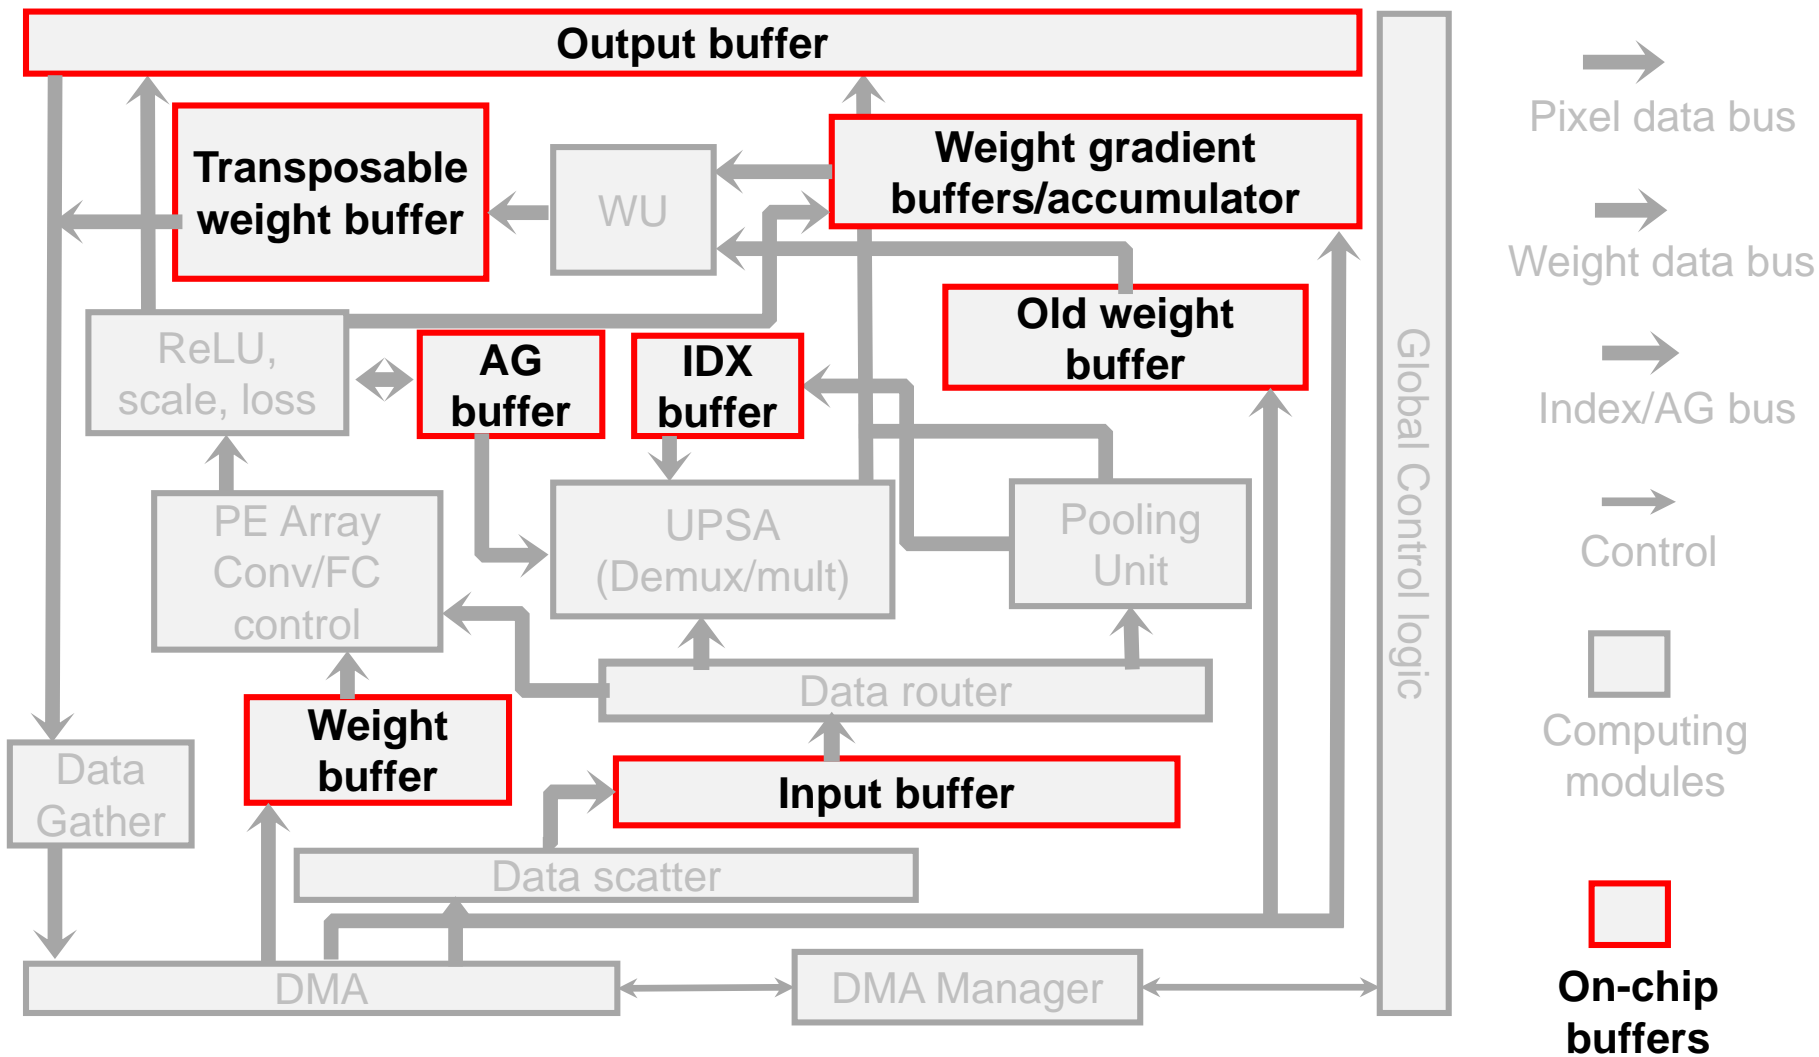 Output buffer
Transposable
weight buffer
WU
Weight gradient
buffers/accumulator
Old weight
buffer
ReLU,
scale, loss
AG
buffer
IDX
buffer
PE Array
Conv/FC
control
UPSA
(Demux/mult)
Pooling
Unit
Data router
Weight
buffer
Input buffer
Data
Gather
Data scatter
DMA
DMA Manager
Global Control logic
Pixel data bus
Weight data bus
Index/AG bus
Control
Computing
modules
On-chip
buffers